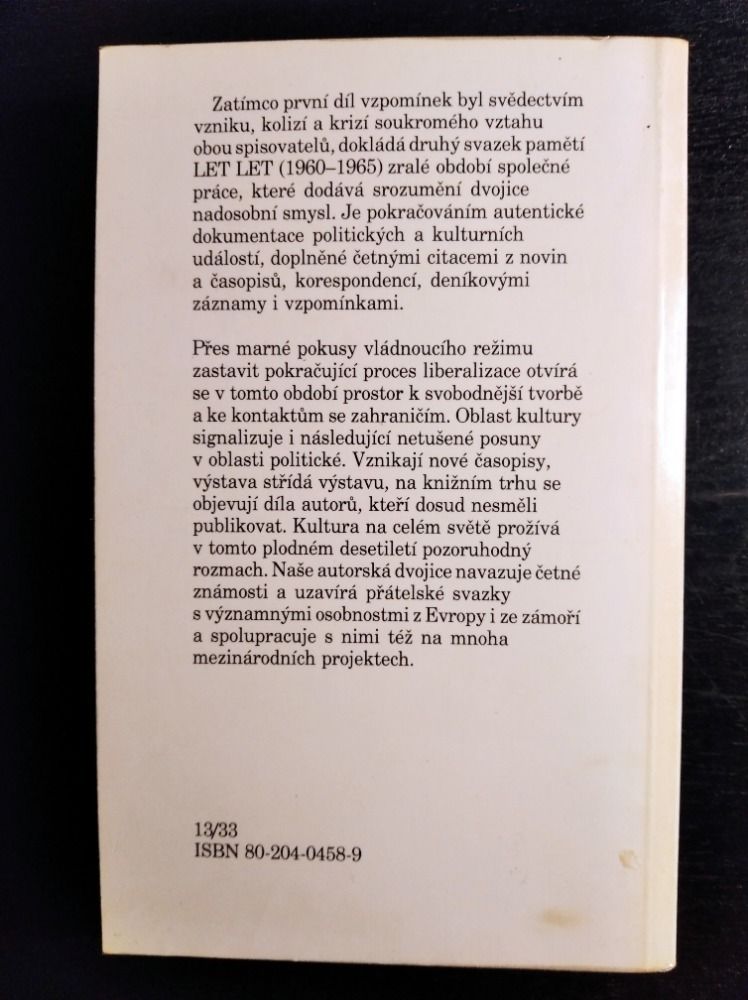 Zatímco první díl vzpomínek byl svědectvím
vzniku, kolizí a krizí soukromého vztahu
obou spisovatelů, dokládá druhý svazek pamětí
LET LET (1960–1965) zralé období společné
práce, které dodává srozumění dvojice
nadosobní smysl. Je pokračováním autentické
dokumentace politických a kulturních
událostí, doplněné četnými citacemi z novin
a časopisů, korespondencí, deníkovými
záznamy i vzpomínkami.
Přes marné pokusy vládnoucího režimu
zastavit pokračující proces liberalizace otvírá
se v tomto období prostor k svobodnější tvorbě
a ke kontaktům se zahraničím. Oblast kultury
signalizuje i následující netušené posuny
v oblasti politické. Vznikají nové časopisy,
výstava střídá výstavu, na knižním trhu se
objevují díla autorů, kteří dosud nesměli
publikovat. Kultura na celém světě prožívá
v tomto plodném desetiletí pozoruhodný
rozmach. Naše autorská dvojice navazuje četné
známosti a uzavírá přátelské svazky
s významnými osobnostmi z Evropy i ze zámoří
a spolupracuje s nimi též na mnoha
mezinárodních projektech.
13/33
ISBN 80-204-0458-9